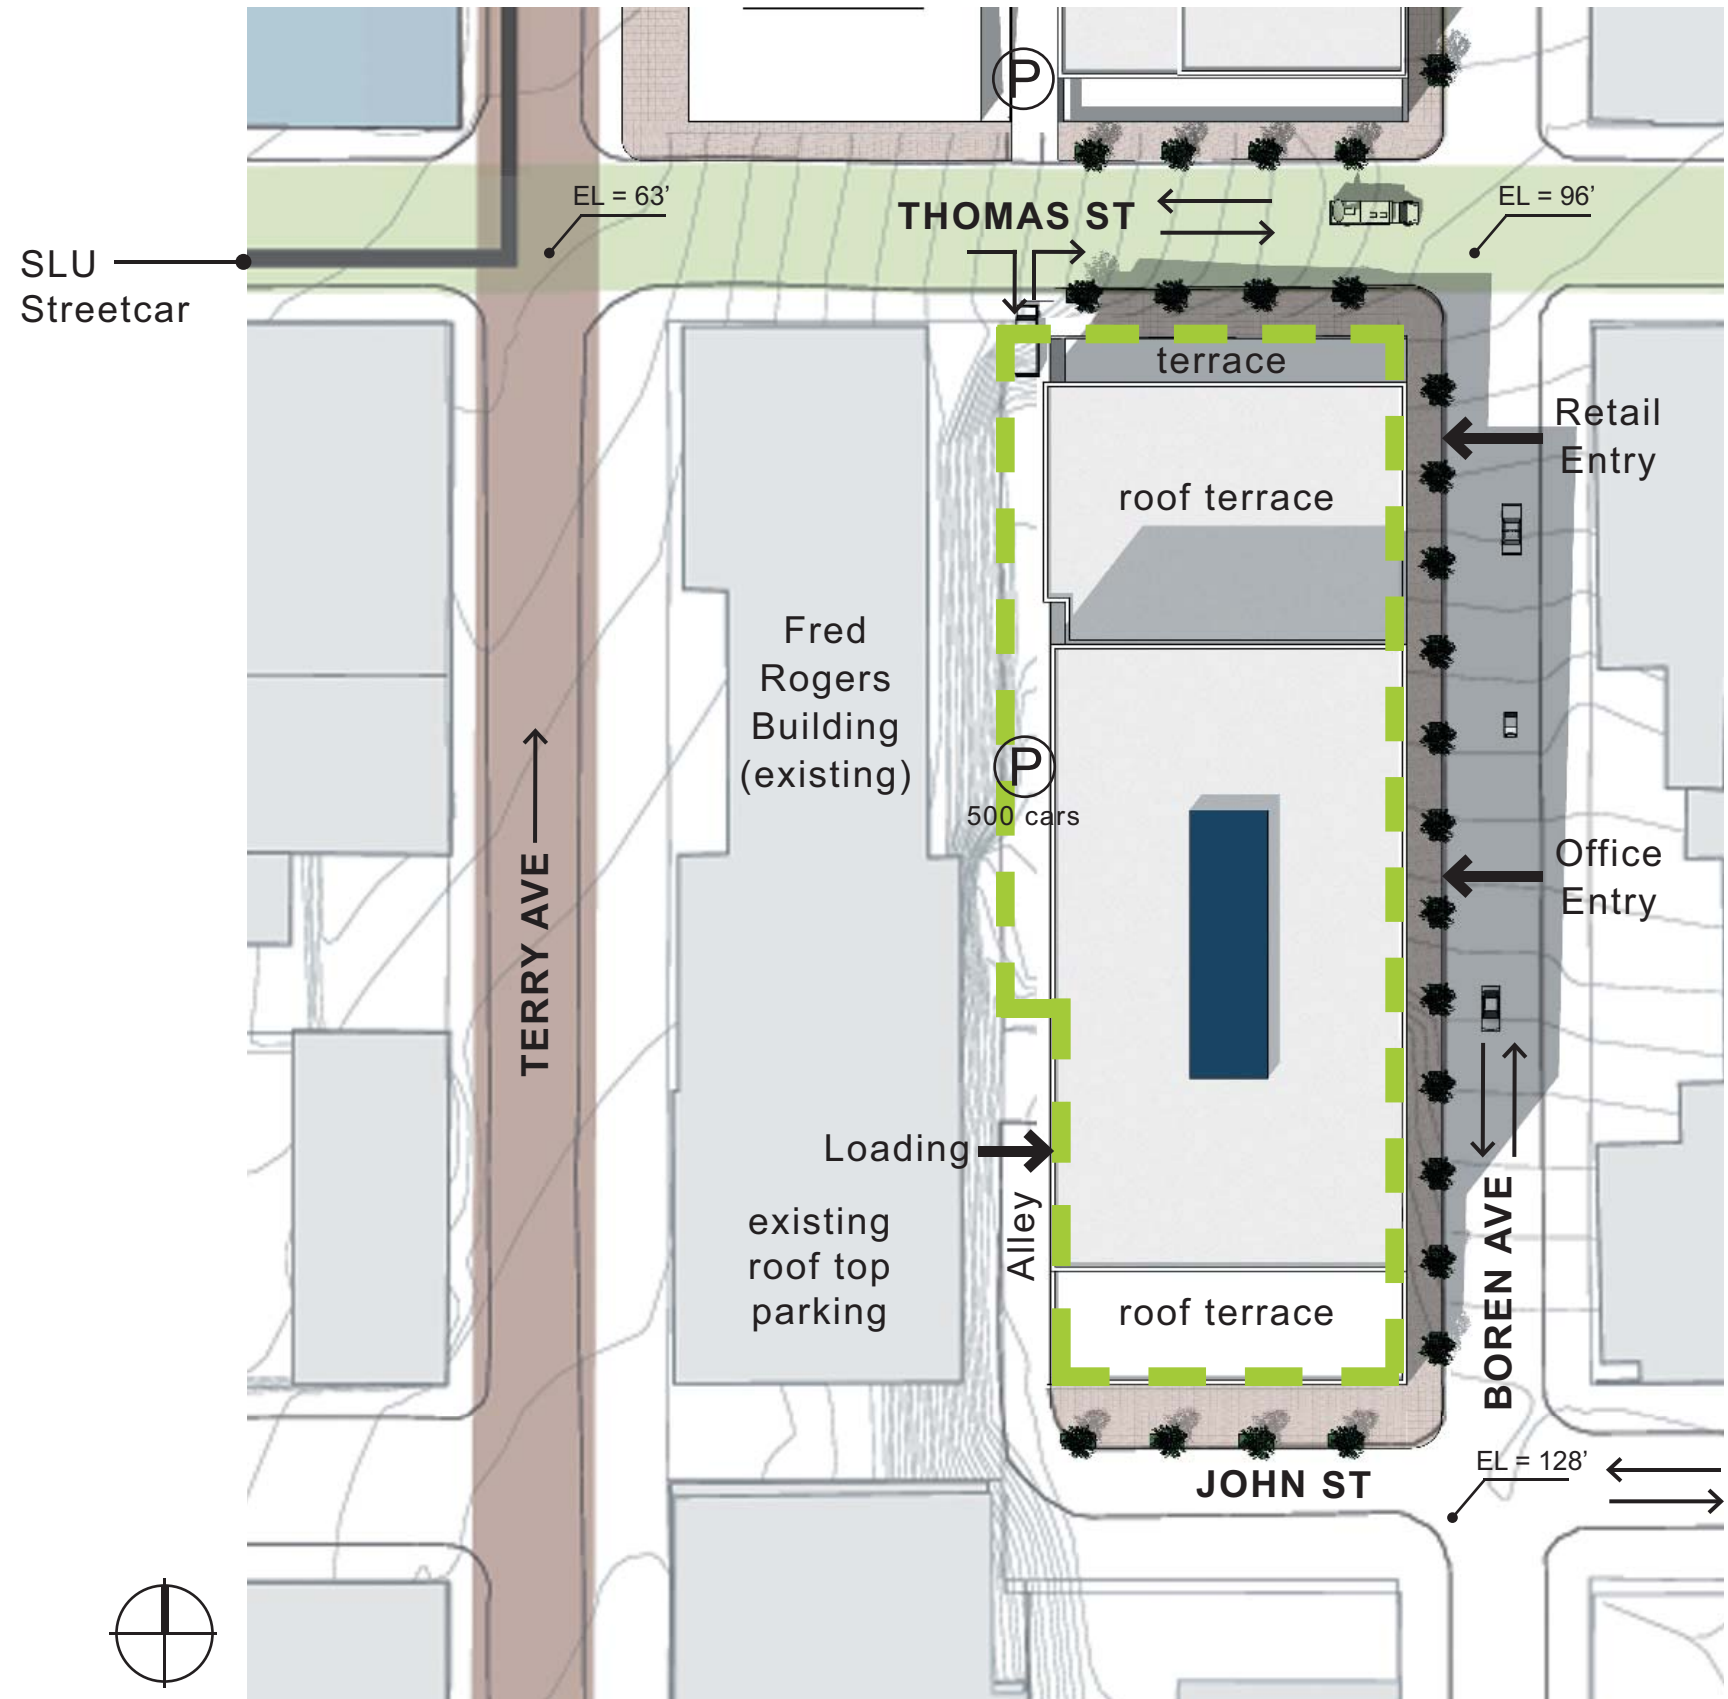 P
EL = 63’
EL = 96’
THOMAS ST
SLU
Streetcar
terrace
Retail
Entry
roof terrace
Fred
Rogers
Building
(existing)
P
500 cars
TERRY AVE
Office
Entry
Loading
Alley
existing
roof top
parking
roof terrace
BOREN AVE
EL = 128’
JOHN ST